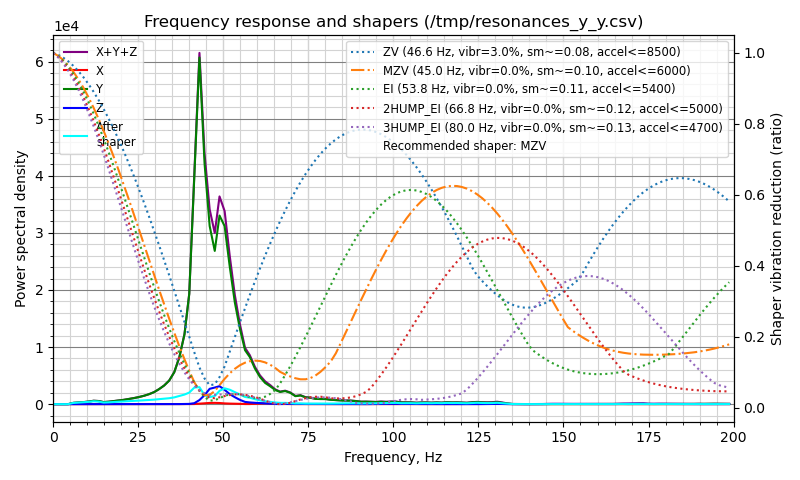 Frequency response and shapers (/tmp/resonances_y_y.csv)
1e4
X+Y+Z
X
Y
Z
After
shaper
ZV (46.6 Hz, vibr=3.0%, sm~=0.08, accel<=8500)
MZV (45.0 Hz, vibr=0.0%, sm~=0.10, accel<=6000)
EI (53.8 Hz, vibr=0.0%, sm~=0.11, accel<=5400)
2HUMP_EI (66.8 Hz, vibr=0.0%, sm~=0.12, accel<=5000)
3HUMP_EI (80.0 Hz, vibr=0.0%, sm~=0.13, accel<=4700)
Recommended shaper: MZV
Power spectral density
6
5
4
3
2
1
0
1.0
0.8
0.6
0.4
0.2
0.0
Shaper vibration reduction (ratio)
0 25 50 75 100 125 150 175 200
Frequency, Hz